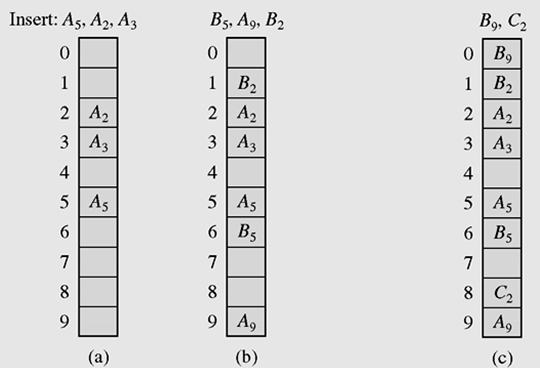 Insert: A₅, A₂, A₃ B₅, A₉, B₂ B₉, C₂
0 0 0 B₉
1 1 B₂ 1 B₂
2 A₂ 2 A₂ 2 A₂
3 A₃ 3 A₃ 3 A₃
4 4 4
5 A₅ 5 A₅ 5 A₅
6 6 B₅ 6 B₅
7 7 7
8 8 8 C₂
9 9 A₉ 9 A₉
(a) (b) (c)